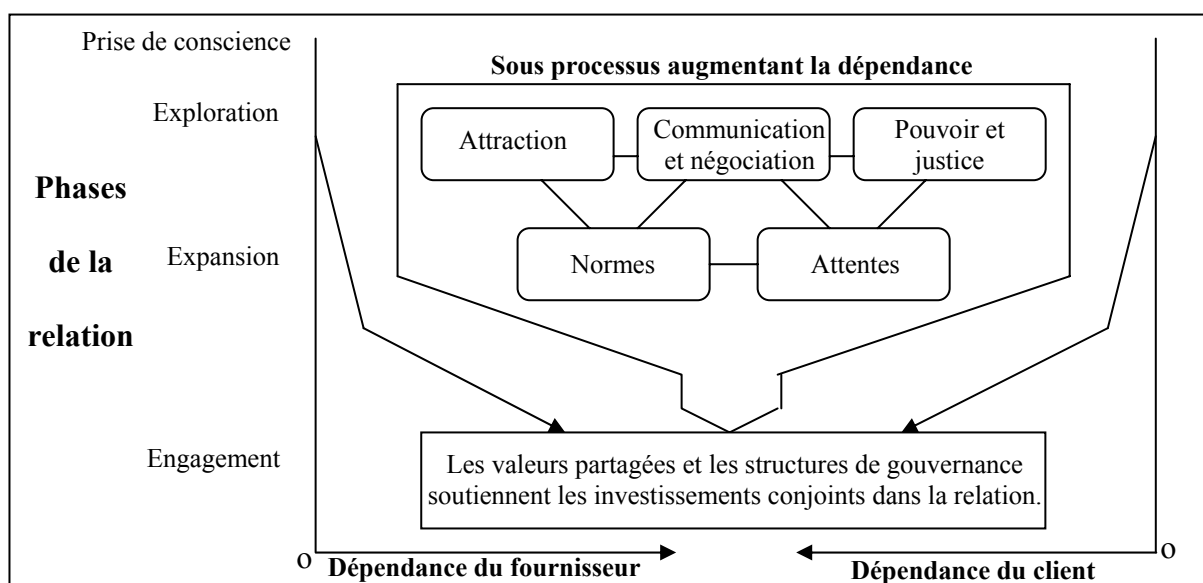 Prise de conscience
Sous processus augmentant la dépendance
Exploration
Attraction
Communication
et négociation
Pouvoir et
justice
Phases
de la
relation
Expansion
Normes
Attentes
Engagement
Les valeurs partagées et les structures de gouvernance
soutiennent les investissements conjoints dans la relation.
o
Dépendance du fournisseur
Dépendance du client
o